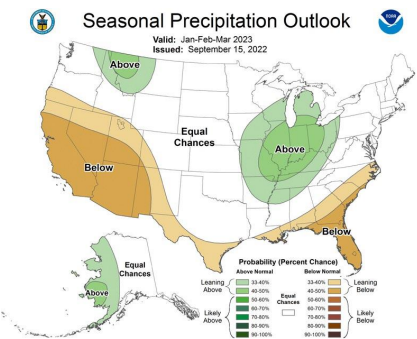 Seasonal Precipitation Outlook
Valid: Jan-Feb-Mar 2023
Issued: September 15, 2022
NOAA
Above
Equal
Chances
Above
Below
Below
Equal
Chances
Above
Probability (Percent Chance)
Above Normal
Below Normal
Leaning
Above
33-40%
40-50%
Likely
Above
50-60%
60-70%
70-80%
80-90%
90-100%
Equal
Chances
33-40%
40-50%
Leaning
Below
50-60%
60-70%
70-80%
80-90%
90-100%
Likely
Below